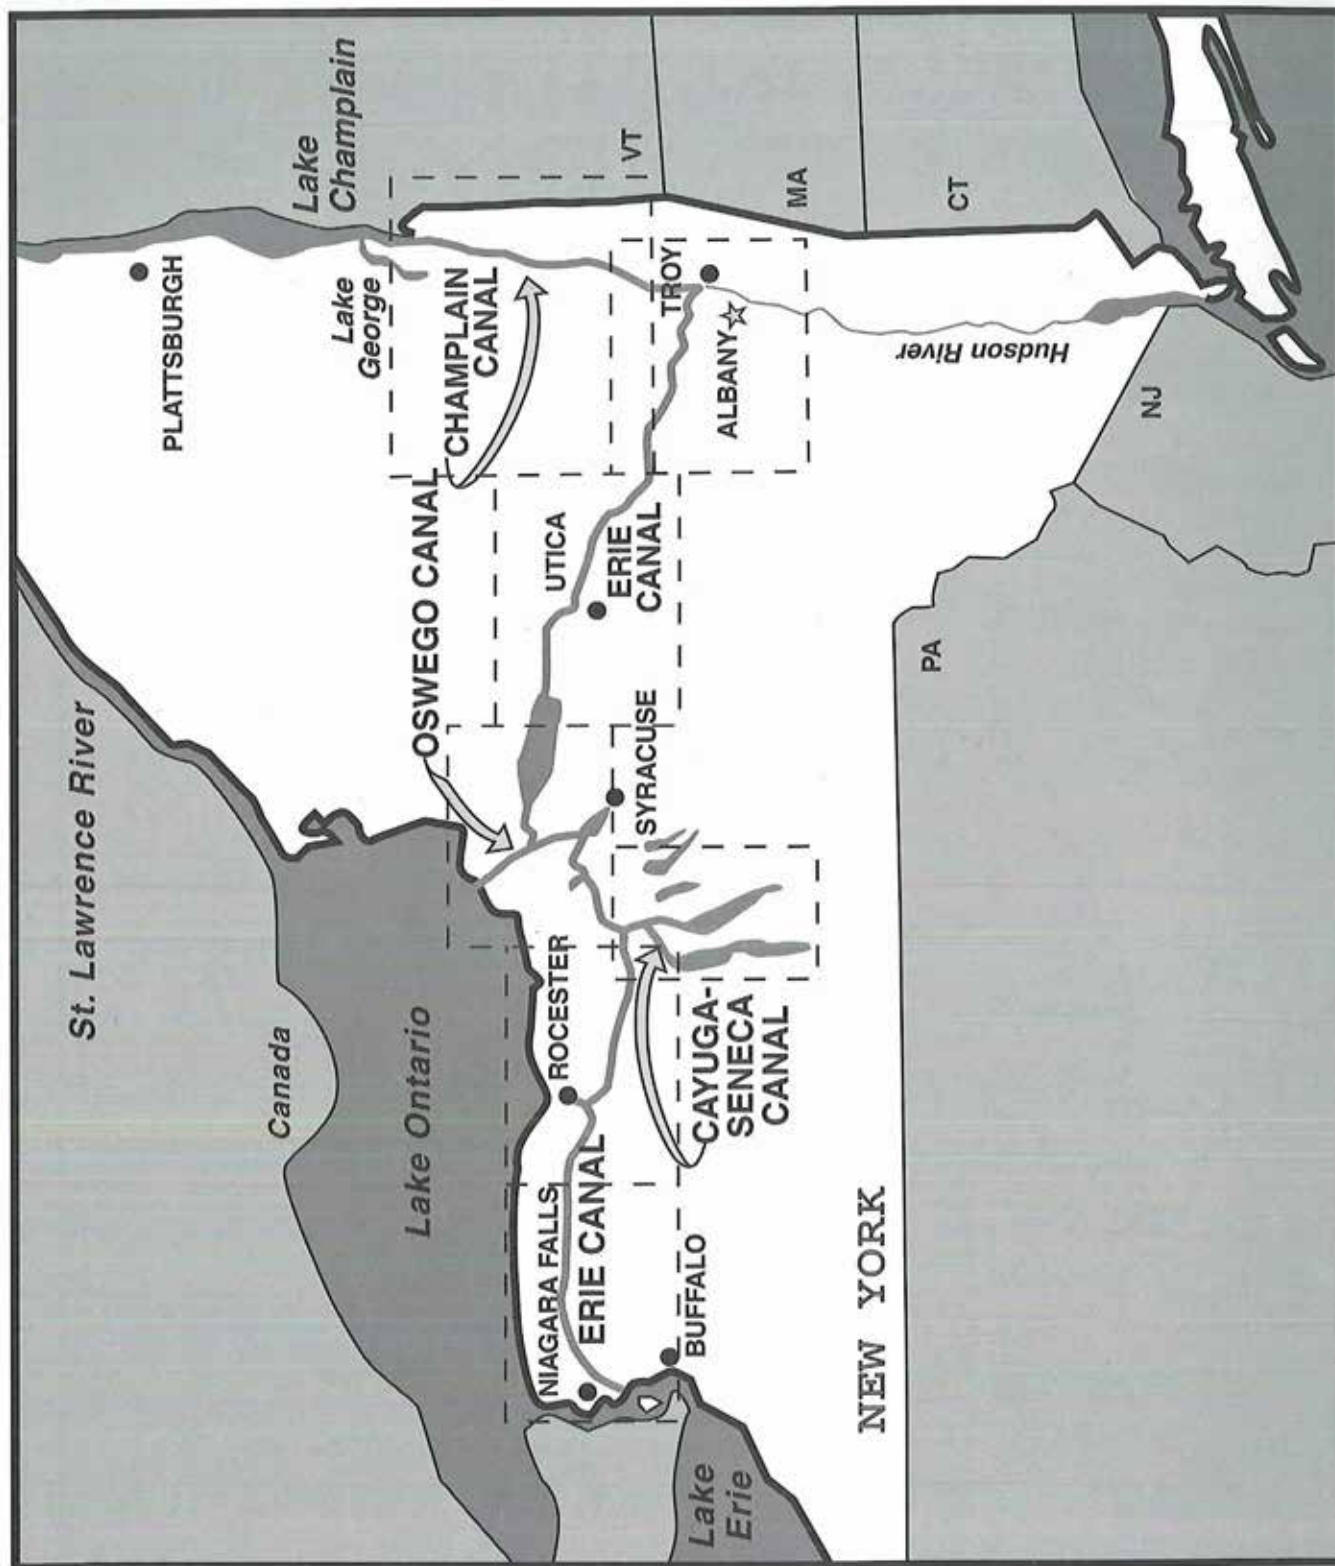 St. Lawrence River
Canada
Lake Ontario
Lake
Erie
Lake
Champlain
PLATTSBURGH
Lake
George
CHAMPLAIN
CANAL
OSWEGO CANAL
UTICA
ERIE
CANAL
TROY
ALBANY
Hudson River
VT
MA
CT
NJ
PA
SYRACUSE
ROCESTER
NIAGARA FALLS
ERIE CANAL
BUFFALO
CAYUGA-
SENECA
CANAL
NEW YORK